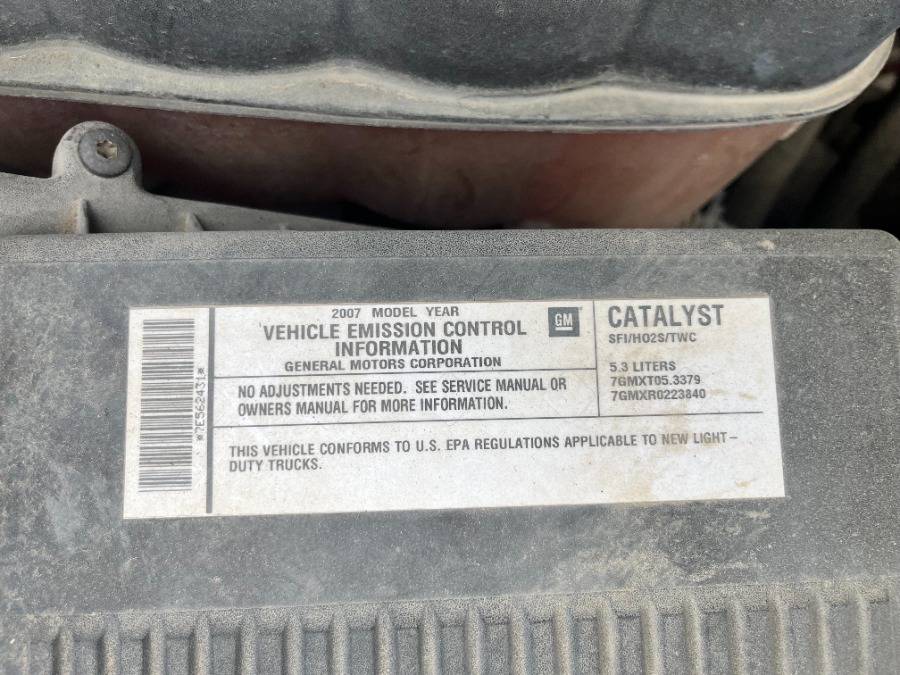 2007 MODEL YEAR
VEHICLE EMISSION CONTROL
INFORMATION
GENERAL MOTORS CORPORATION
GM
CATALYST
SFI/HO2S/TWC
5.3 LITERS
7GMXT05.3379
7GMXR0223840
NO ADJUSTMENTS NEEDED. SEE SERVICE MANUAL OR
OWNERS MANUAL FOR MORE INFORMATION.
THIS VEHICLE CONFORMS TO U.S. EPA REGULATIONS APPLICABLE TO NEW LIGHT-
DUTY TRUCKS.
*7E562431*